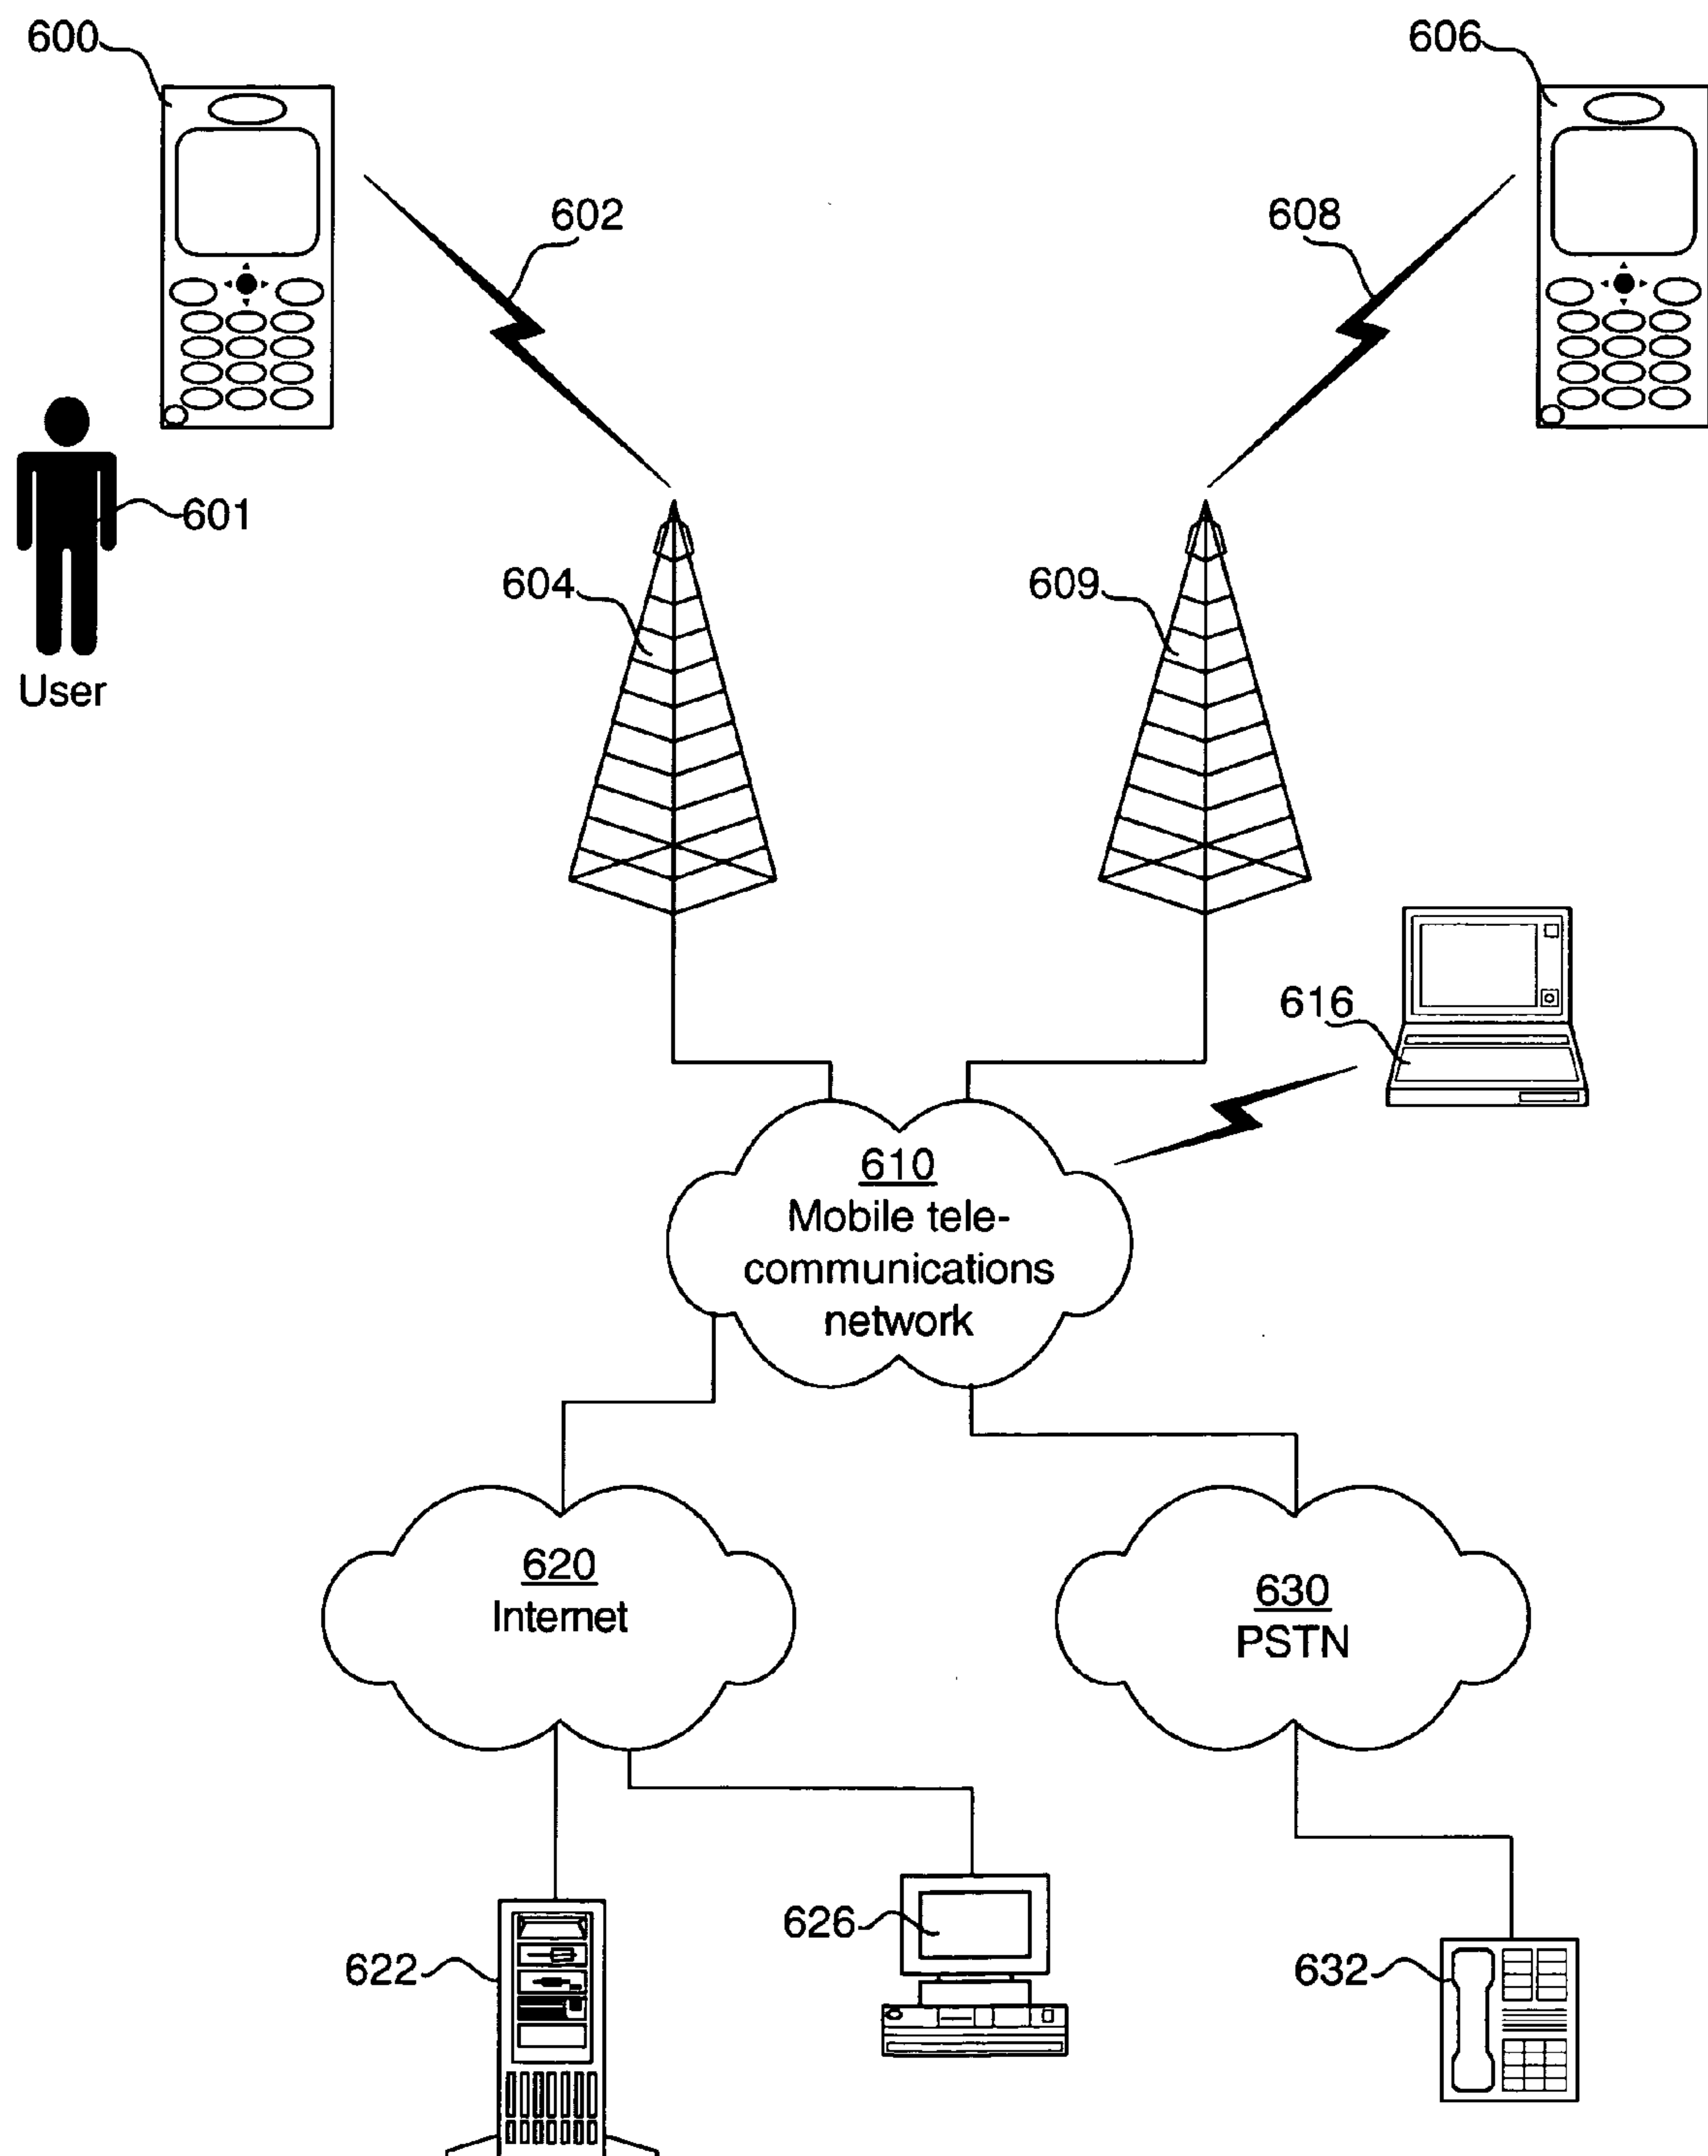 600
606
602
608
601
604
609
User
616
610
Mobile tele-
communications
network
620
Internet
630
PSTN
626
622
632